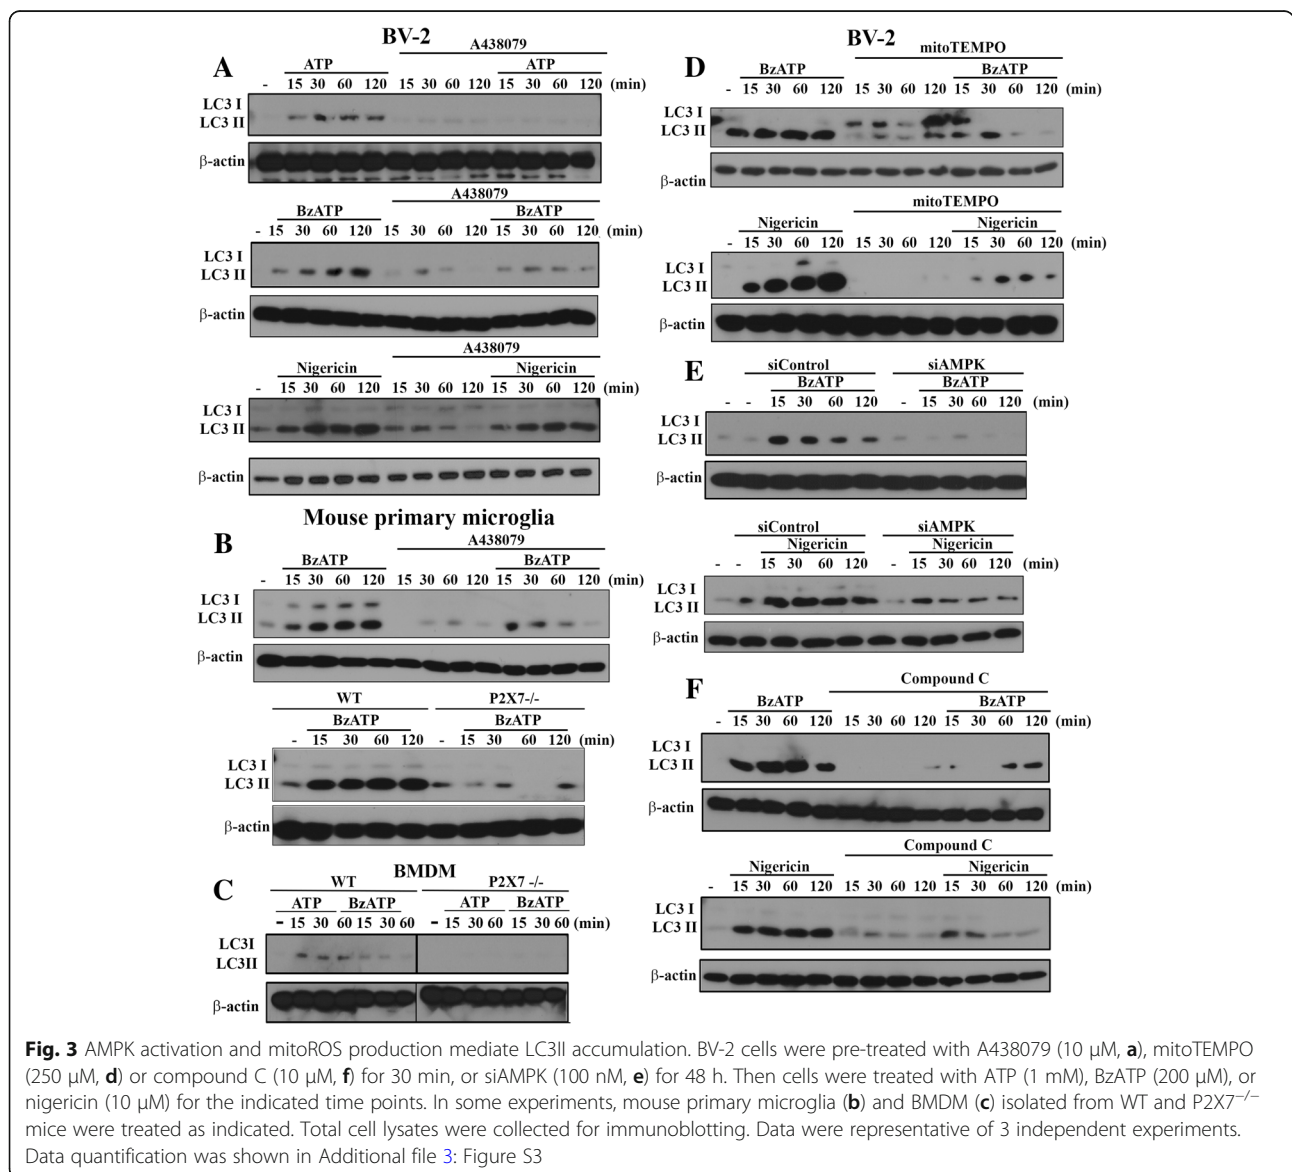 BV-2
A438079
A
ATP
ATP
- 15 30 60 120 15 30 60 120 15 30 60 120 (min)
LC3 I
LC3 II
β-actin
A438079
BzATP
BzATP
- 15 30 60 120 15 30 60 120 15 30 60 120 (min)
LC3 I
LC3 II
β-actin
A438079
Nigericin
Nigericin
- 15 30 60 120 15 30 60 120 15 30 60 120 (min)
LC3 I
LC3 II
β-actin
Mouse primary microglia
B
A438079
BzATP
BzATP
- 15 30 60 120 15 30 60 120 15 30 60 120 (min)
LC3 I
LC3 II
β-actin
WT
P2X7-/-
BzATP
BzATP
- 15 30 60 120 - 15 30 60 120 (min)
LC3 I
LC3 II
β-actin
C
BMDM
WT
P2X7 -/-
ATP
BzATP
ATP
BzATP
- 15 30 60 15 30 60 - 15 30 60 15 30 60 (min)
LC3I
LC3II
β-actin
BV-2
mitoTEMPO
D
BzATP
BzATP
- 15 30 60 120 15 30 60 120 15 30 60 120 (min)
LC3 I
LC3 II
β-actin
mitoTEMPO
Nigericin
Nigericin
- 15 30 60 120 15 30 60 120 15 30 60 120 (min)
LC3 I
LC3 II
β-actin
E
siControl
siAMPK
BzATP
BzATP
- - 15 30 60 120 - 15 30 60 120 (min)
LC3 I
LC3 II
β-actin
siControl
siAMPK
Nigericin
Nigericin
- - 15 30 60 120 - 15 30 60 120 (min)
LC3 I
LC3 II
β-actin
F
Compound C
BzATP
BzATP
- 15 30 60 120 15 30 60 120 15 30 60 120 (min)
LC3 I
LC3 II
β-actin
Compound C
Nigericin
Nigericin
- 15 30 60 120 15 30 60 120 15 30 60 120 (min)
LC3 I
LC3 II
β-actin
Fig. 3 AMPK activation and mitoROS production mediate LC3II accumulation. BV-2 cells were pre-treated with A438079 (10 μM, a), mitoTEMPO
(250 μM, d) or compound C (10 μM, f) for 30 min, or siAMPK (100 nM, e) for 48 h. Then cells were treated with ATP (1 mM), BzATP (200 μM), or
nigericin (10 μM) for the indicated time points. In some experiments, mouse primary microglia (b) and BMDM (c) isolated from WT and P2X7−/−
mice were treated as indicated. Total cell lysates were collected for immunoblotting. Data were representative of 3 independent experiments.
Data quantification was shown in Additional file 3: Figure S3